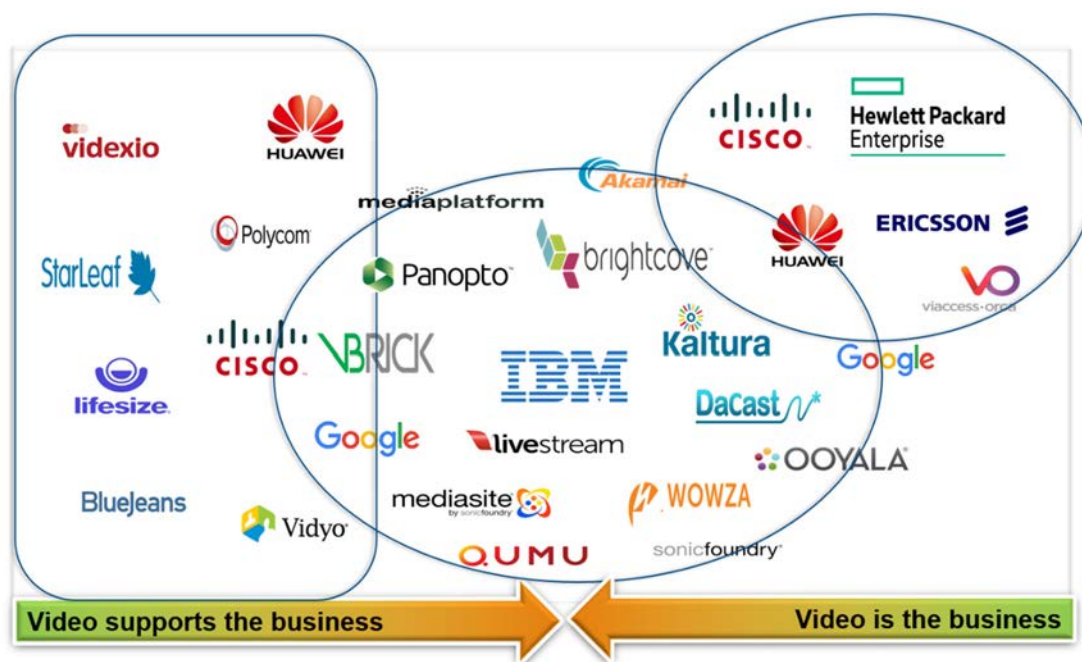 videxio
HUAWEI
CISCO
Hewlett Packard
Enterprise
Akamai
mediaplatform
Polycom
HUAWEI
ERICSSON
StarLeaf
Panopto™
brightcove™
viaccess-orca
CISCO
VBRICK
IBM
Kaltura
Google
lifesize
DaCast
Google
livestream
OOYALA
BlueJeans
Vidyo
mediasite
by sonicfoundry
WOWZA
QUMU
sonicfoundry
Video supports the business
Video is the business